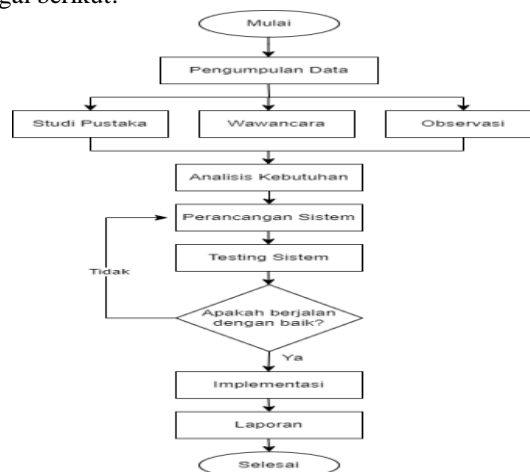 gai berikut:
Mulai
Pengumpulan Data
Studi Pustaka
Wawancara
Observasi
Analisis Kebutuhan
Perancangan Sistem
Testing Sistem
Tidak
Apakah berjalan
dengan baik?
Ya
Implementasi
Laporan
Selesai